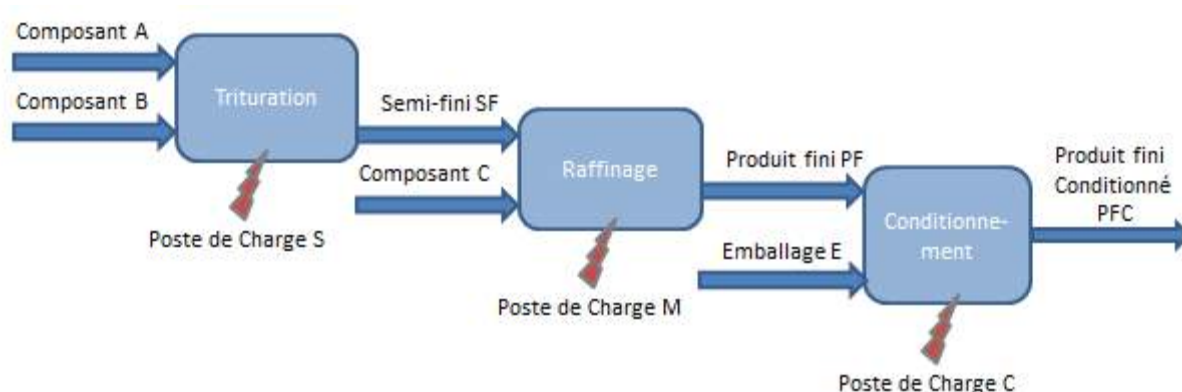 Composant A
Composant B
Trituration
Poste de Charge S
Semi-fini SF
Composant C
Raffinage
Poste de Charge M
Produit fini PF
Emballage E
Conditionne-
ment
Poste de Charge C
Produit fini
Conditionné
PFC